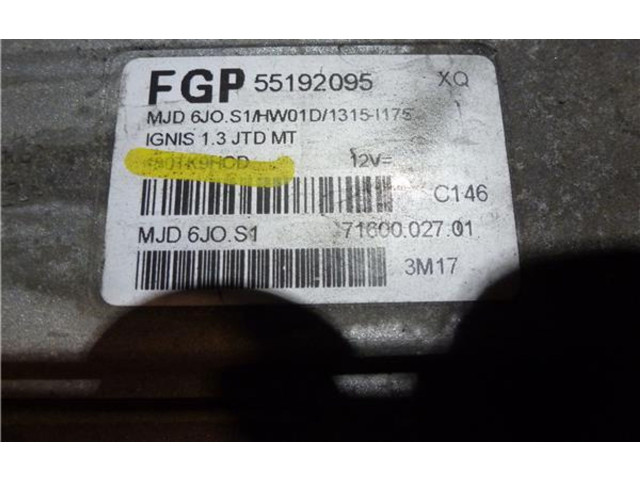 FGP 55192095 XQ
MJD 6JO.S1/HW01D/1315-I175
IGNIS 1.3 JTD MT
12V=
C146
MJD 6JO.S1 71600.027.01
3M17